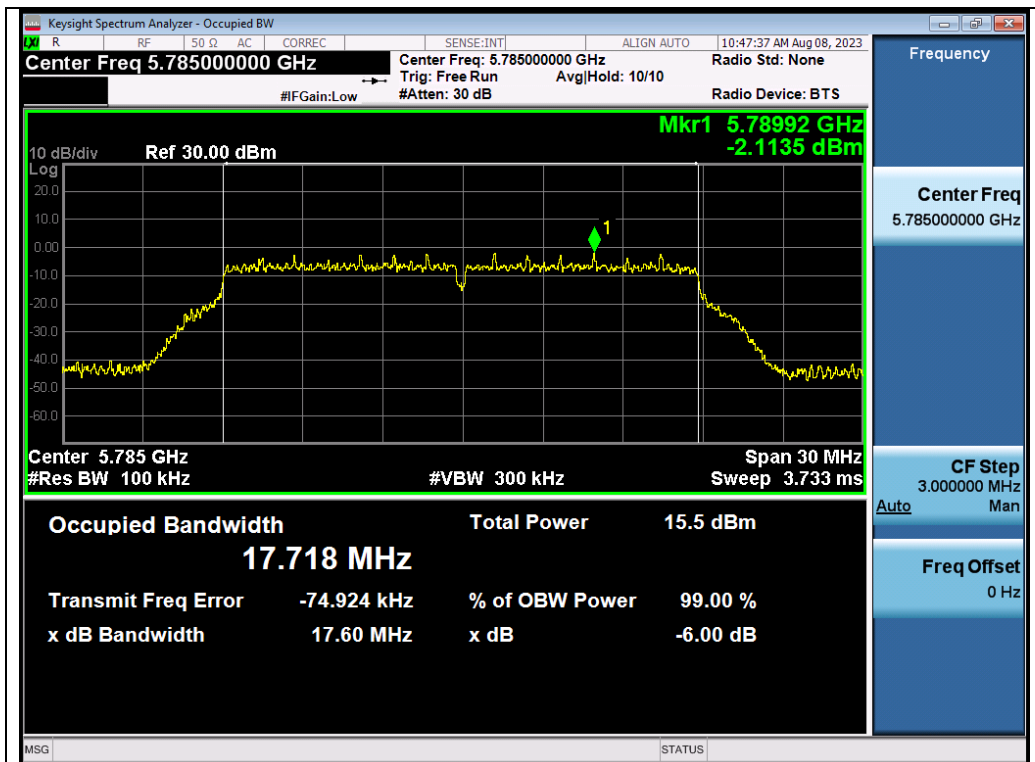 Keysight Spectrum Analyzer - Occupied BW
LXI R RF 50 Ω AC CORREC SENSE:INT ALIGN AUTO 10:47:37 AM Aug 08, 2023
Center Freq 5.785000000 GHz
Center Freq: 5.785000000 GHz Radio Std: None
Trig: Free Run Avg|Hold: 10/10
#IFGain:Low #Atten: 30 dB Radio Device: BTS
Mkr1 5.78992 GHz
-2.1135 dBm
10 dB/div Ref 30.00 dBm
Log
20.0
10.0
1
0.00
-10.0
-20.0
-30.0
-40.0
-50.0
-60.0
Center 5.785 GHz Span 30 MHz
#Res BW 100 kHz #VBW 300 kHz Sweep 3.733 ms
Occupied Bandwidth Total Power 15.5 dBm
17.718 MHz
Transmit Freq Error -74.924 kHz % of OBW Power 99.00 %
x dB Bandwidth 17.60 MHz x dB -6.00 dB
Frequency
Center Freq
5.785000000 GHz
CF Step
3.000000 MHz
Auto Man
Freq Offset
0 Hz
MSG STATUS